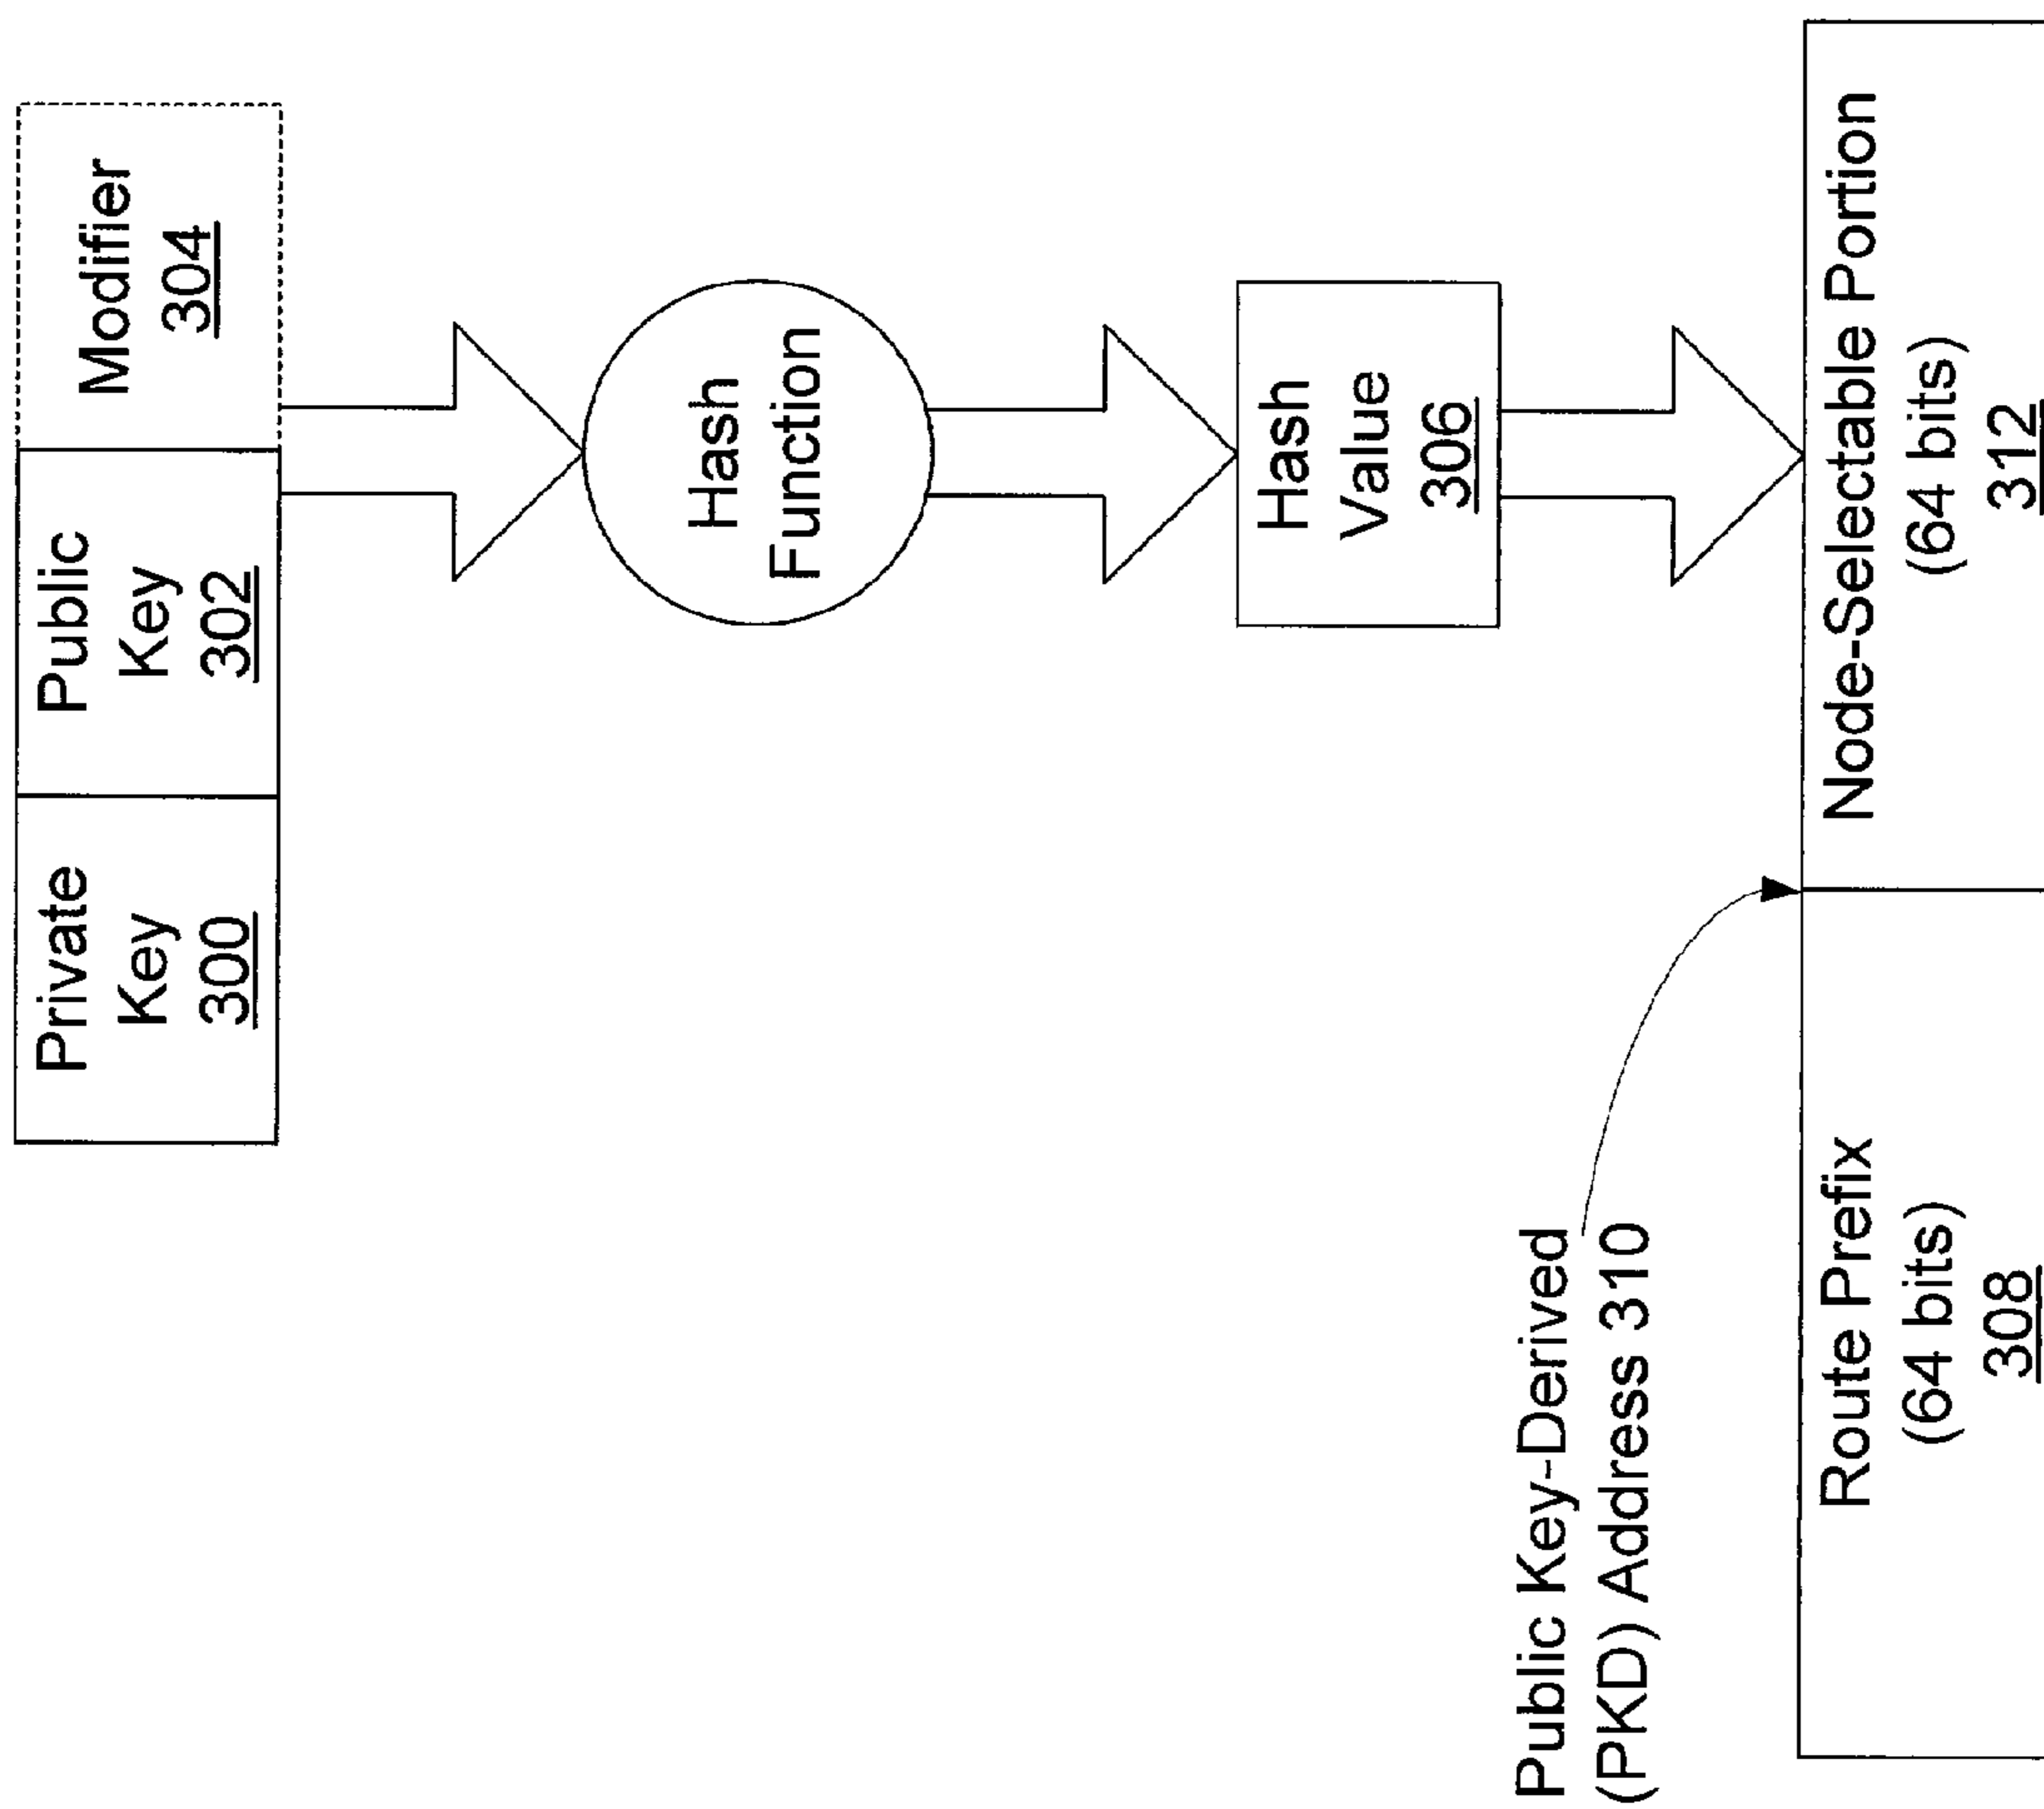 Private
Key
300
Public
Key
302
Modifier
304
Hash
Function
Hash
Value
306
Public Key-Derived
(PKD) Address 310
Route Prefix
(64 bits)
308
Node-Selectable Portion
(64 bits)
312